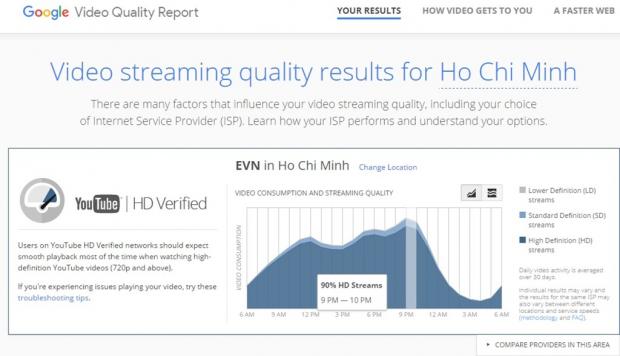 Google Video Quality Report
YOUR RESULTS
HOW VIDEO GETS TO YOU
A FASTER WEB
Video streaming quality results for Ho Chi Minh
There are many factors that influence your video streaming quality, including your choice
of Internet Service Provider (ISP). Learn how your ISP performs and understand your options.
YouTube | HD Verified
Users on YouTube HD Verified networks should expect
smooth playback most of the time when watching high-
definition YouTube videos (720p and above).
If you're experiencing issues playing your video, try these
troubleshooting tips.
EVN in Ho Chi Minh Change Location
VIDEO CONSUMPTION AND STREAMING QUALITY
VIDEO CONSUMPTION
90% HD Streams
9 PM — 10 PM
6 AM 9 AM 12 PM 3 PM 6 PM 9 PM 12 AM 3 AM 6 AM
Lower Definition (LD)
streams
Standard Definition (SD)
streams
High Definition (HD)
streams
Daily video activity is averaged
over 30 days.
Individual results may vary and
the results for the same ISP may
also vary between different
locations and service speeds
(methodology and FAQ).
COMPARE PROVIDERS IN THIS AREA